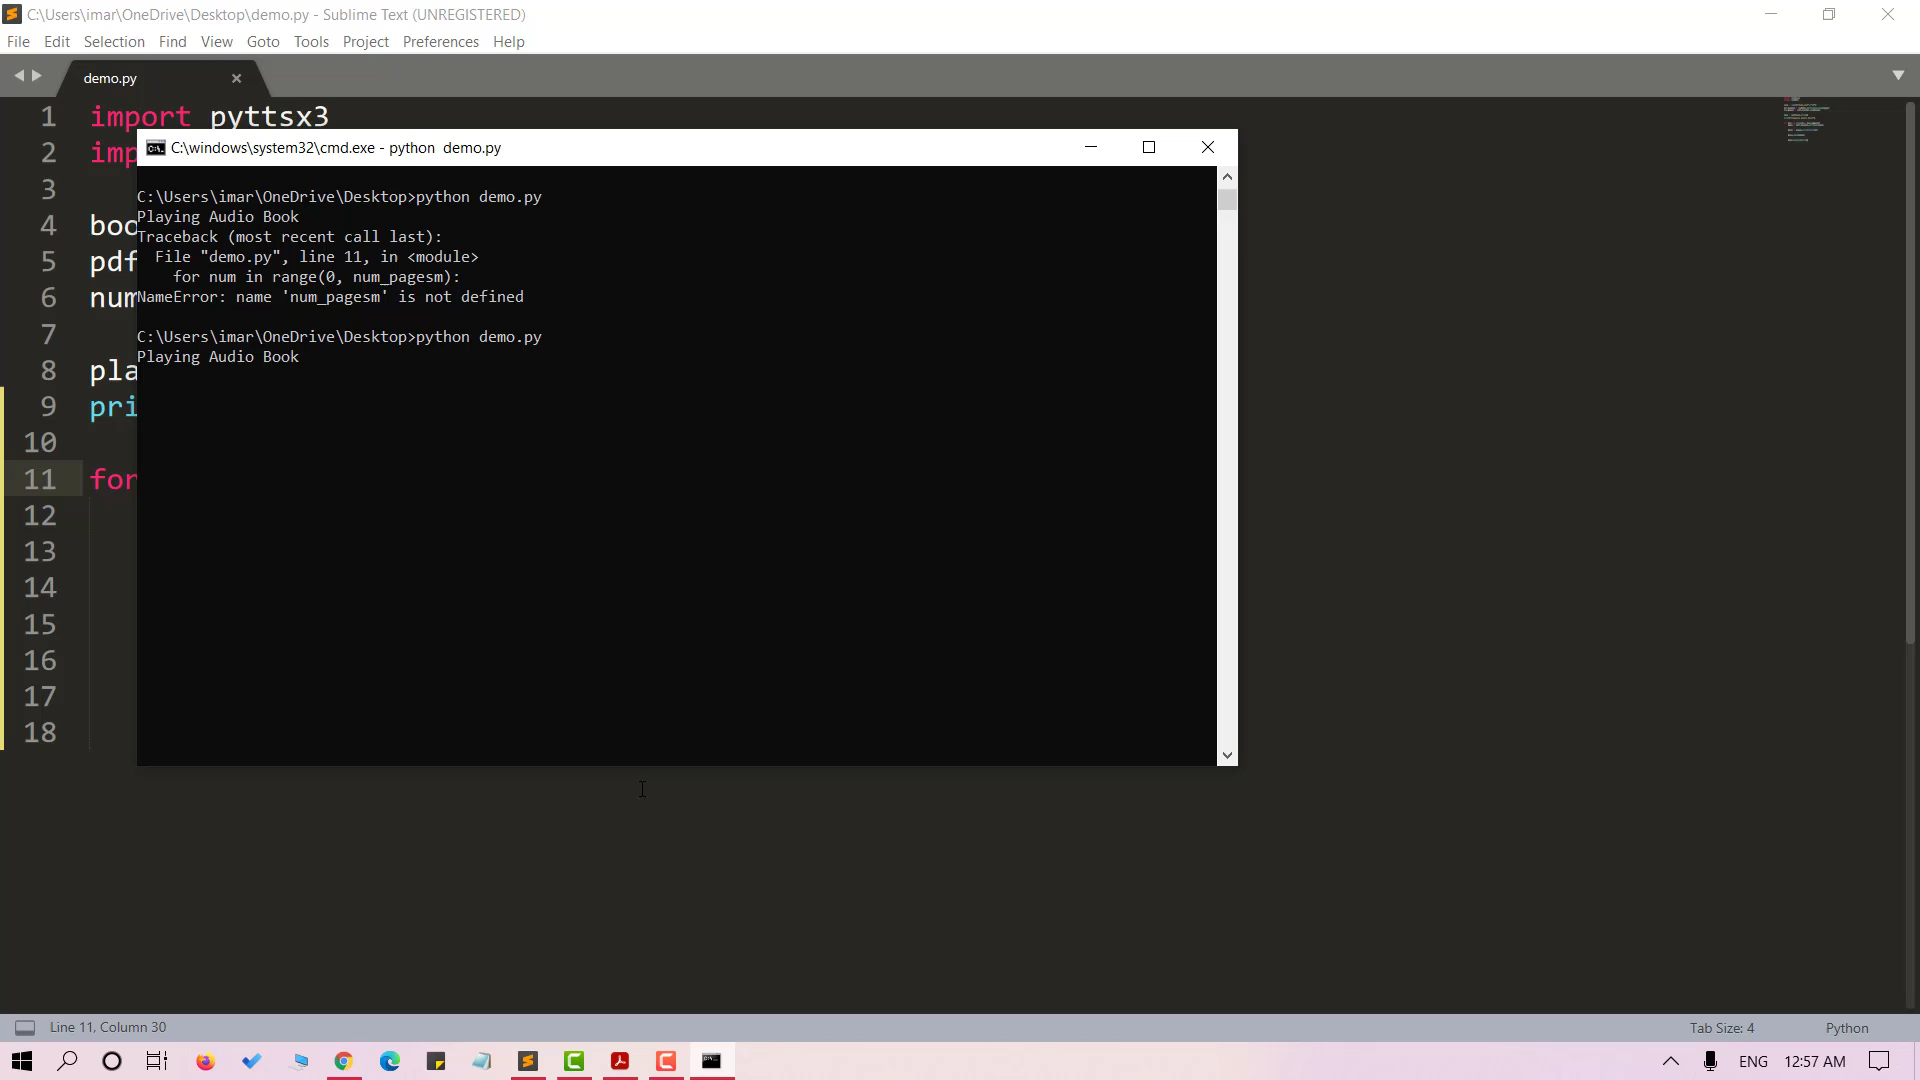 C:\Users\imar\OneDrive\Desktop\demo.py - Sublime Text (UNREGISTERED)
File Edit Selection Find View Goto Tools Project Preferences Help
demo.py
1 import pyttsx3
2 imp
C:\windows\system32\cmd.exe - python  demo.py
C:\Users\imar\OneDrive\Desktop>python demo.py
Playing Audio Book
Traceback (most recent call last):
  File "demo.py", line 11, in <module>
    for num in range(0, num_pagesm):
NameError: name 'num_pagesm' is not defined
C:\Users\imar\OneDrive\Desktop>python demo.py
Playing Audio Book
3
4 boo
5 pdf
6 num
7
8 pla
9 pri
10
11 for
12
13
14
15
16
17
18
Line 11, Column 30
Tab Size: 4
Python
ENG
12:57 AM